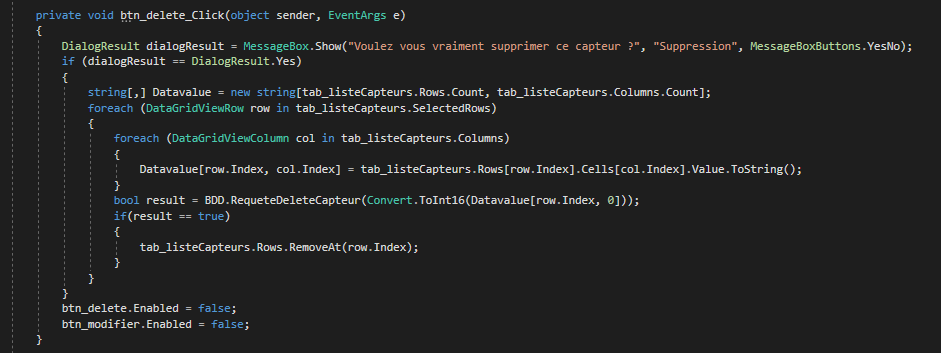 private void btn_delete_Click(object sender, EventArgs e)
{
DialogResult dialogResult = MessageBox.Show("Voulez vous vraiment supprimer ce capteur ?", "Suppression", MessageBoxButtons.YesNo);
if (dialogResult == DialogResult.Yes)
{
string[,] Datavalue = new string[tab_listeCapteurs.Rows.Count, tab_listeCapteurs.Columns.Count];
foreach (DataGridViewRow row in tab_listeCapteurs.SelectedRows)
{
foreach (DataGridViewColumn col in tab_listeCapteurs.Columns)
{
Datavalue[row.Index, col.Index] = tab_listeCapteurs.Rows[row.Index].Cells[col.Index].Value.ToString();
}
bool result = BDD.RequeteDeleteCapteur(Convert.ToInt16(Datavalue[row.Index, 0]));
if(result == true)
{
tab_listeCapteurs.Rows.RemoveAt(row.Index);
}
}
}
btn_delete.Enabled = false;
btn_modifier.Enabled = false;
}